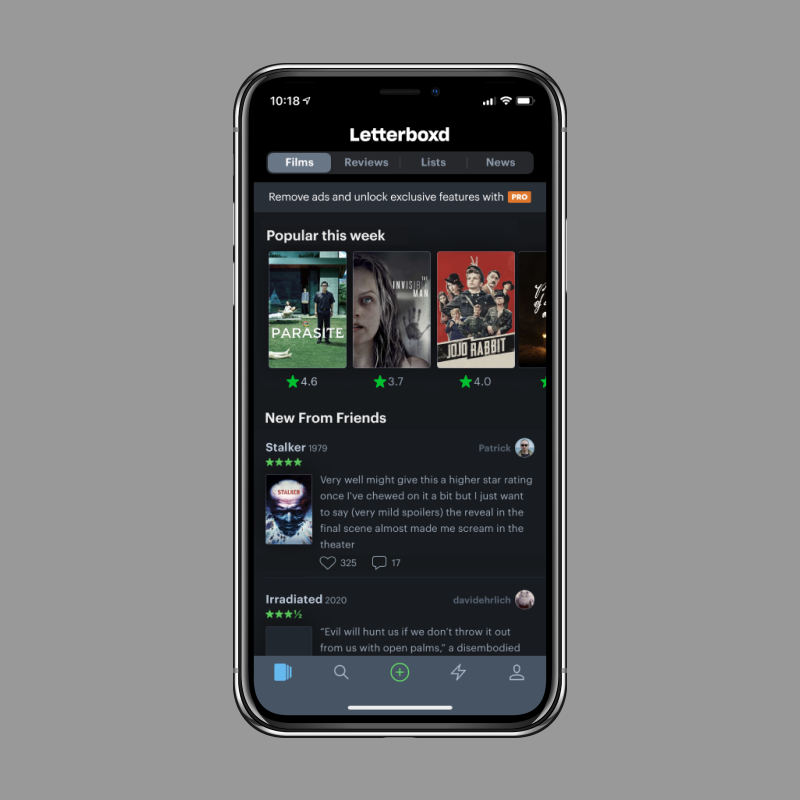 10:18
Letterboxd
Films Reviews Lists News
Remove ads and unlock exclusive features with PRO
Popular this week
PARASITE
THE
INVISIBLE
MAN
JOJO RABBIT
4.6 3.7 4.0
New From Friends
Stalker 1979 Patrick
STALKER
Very well might give this a higher star rating
once I've chewed on it a bit but I just want
to say (very mild spoilers) the reveal in the
final scene almost made me scream in the
theater
325 17
Irradiated 2020 davidehrlich
★★★½
“Evil will hunt us if we don't throw it out
from us with open palms,” a disembodied